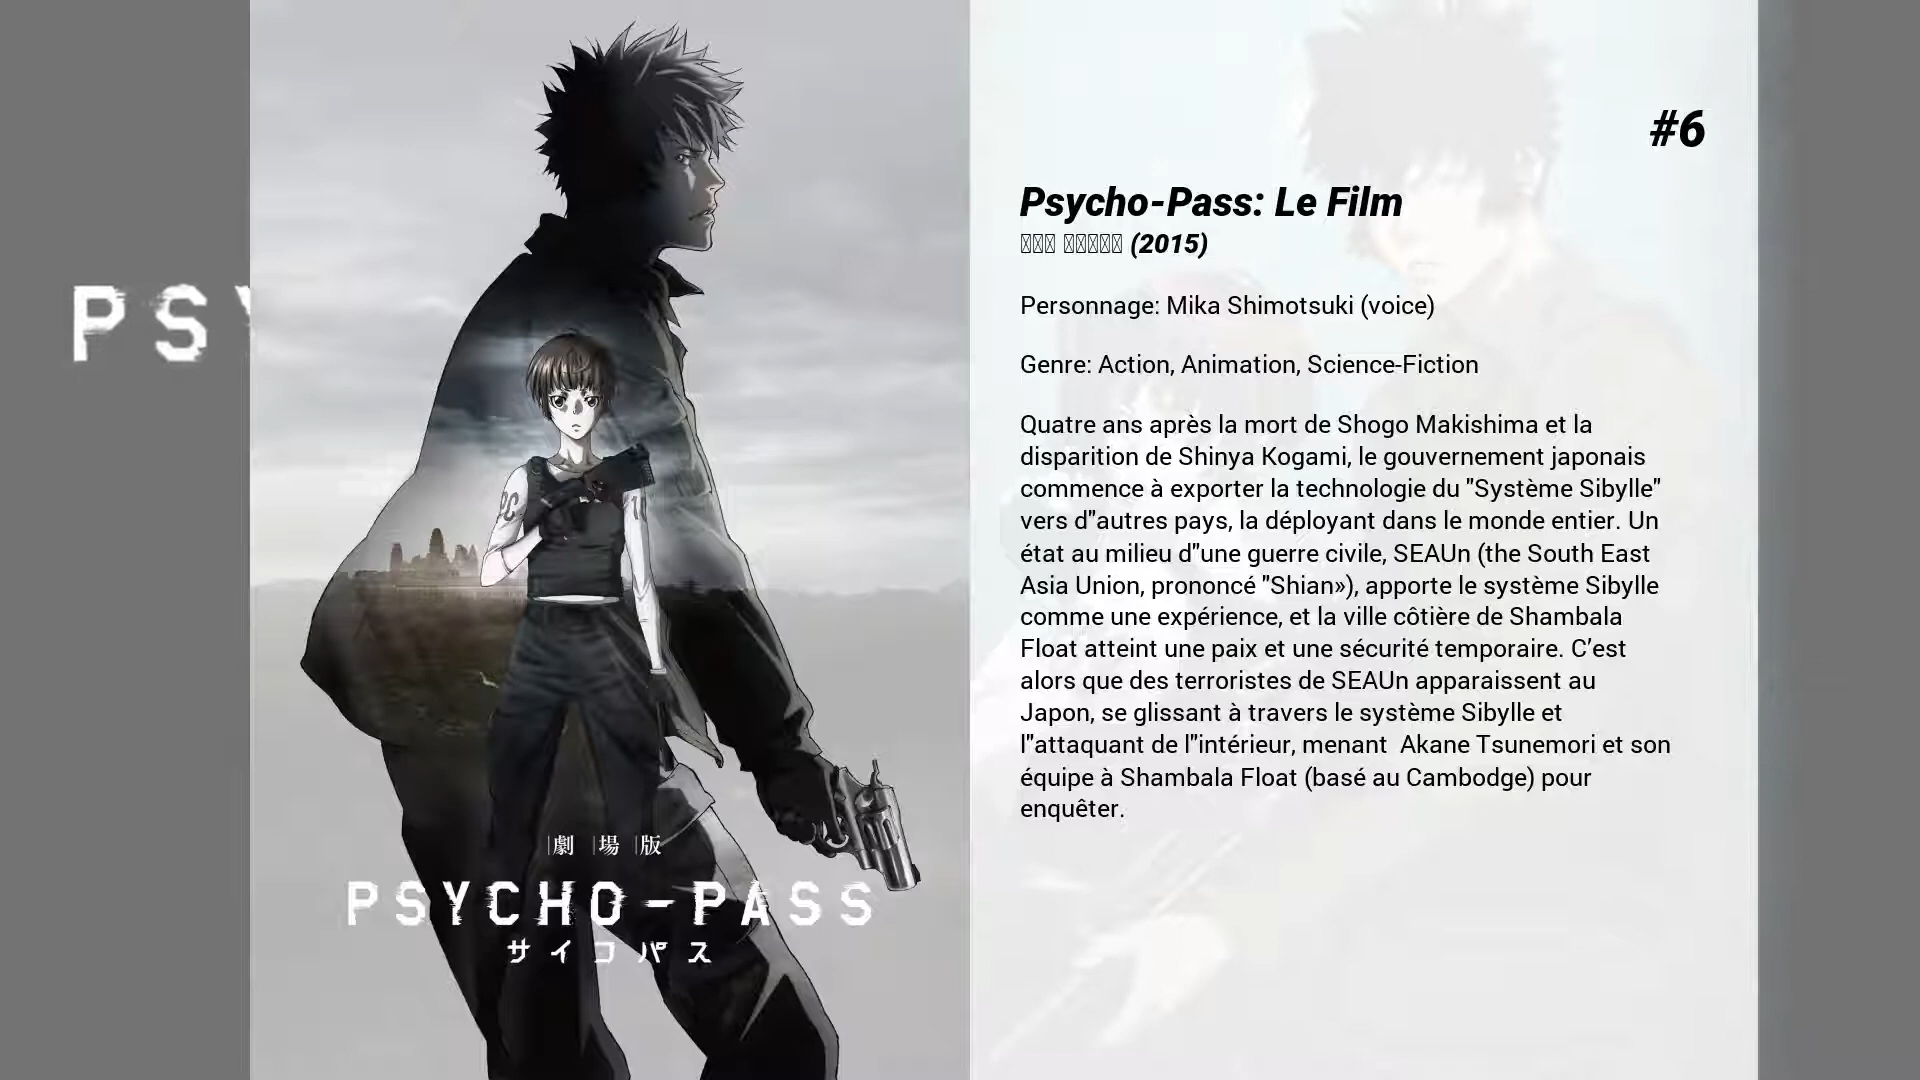 PSY
劇 場 版
PSYCHO-PASS
サイコパス
#6
Psycho-Pass: Le Film
(2015)
Personnage: Mika Shimotsuki (voice)
Genre: Action, Animation, Science-Fiction
Quatre ans après la mort de Shogo Makishima et la
disparition de Shinya Kogami, le gouvernement japonais
commence à exporter la technologie du "Système Sibylle"
vers d"autres pays, la déployant dans le monde entier. Un
état au milieu d"une guerre civile, SEAUn (the South East
Asia Union, prononcé "Shian»), apporte le système Sibylle
comme une expérience, et la ville côtière de Shambala
Float atteint une paix et une sécurité temporaire. C’est
alors que des terroristes de SEAUn apparaissent au
Japon, se glissant à travers le système Sibylle et
l"attaquant de l"intérieur, menant  Akane Tsunemori et son
équipe à Shambala Float (basé au Cambodge) pour
enquêter.